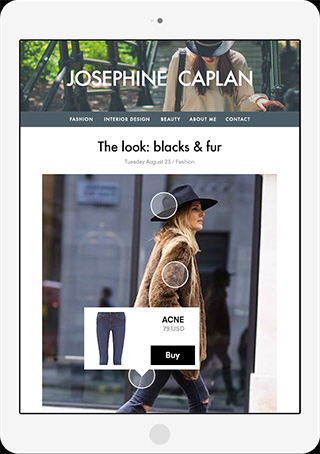 JOSEPHINE CAPLAN
FASHION INTERIOR DESIGN BEAUTY ABOUT ME CONTACT
The look: blacks & fur
Tuesday August 25 / Fashion
ACNE
79 USD
Buy